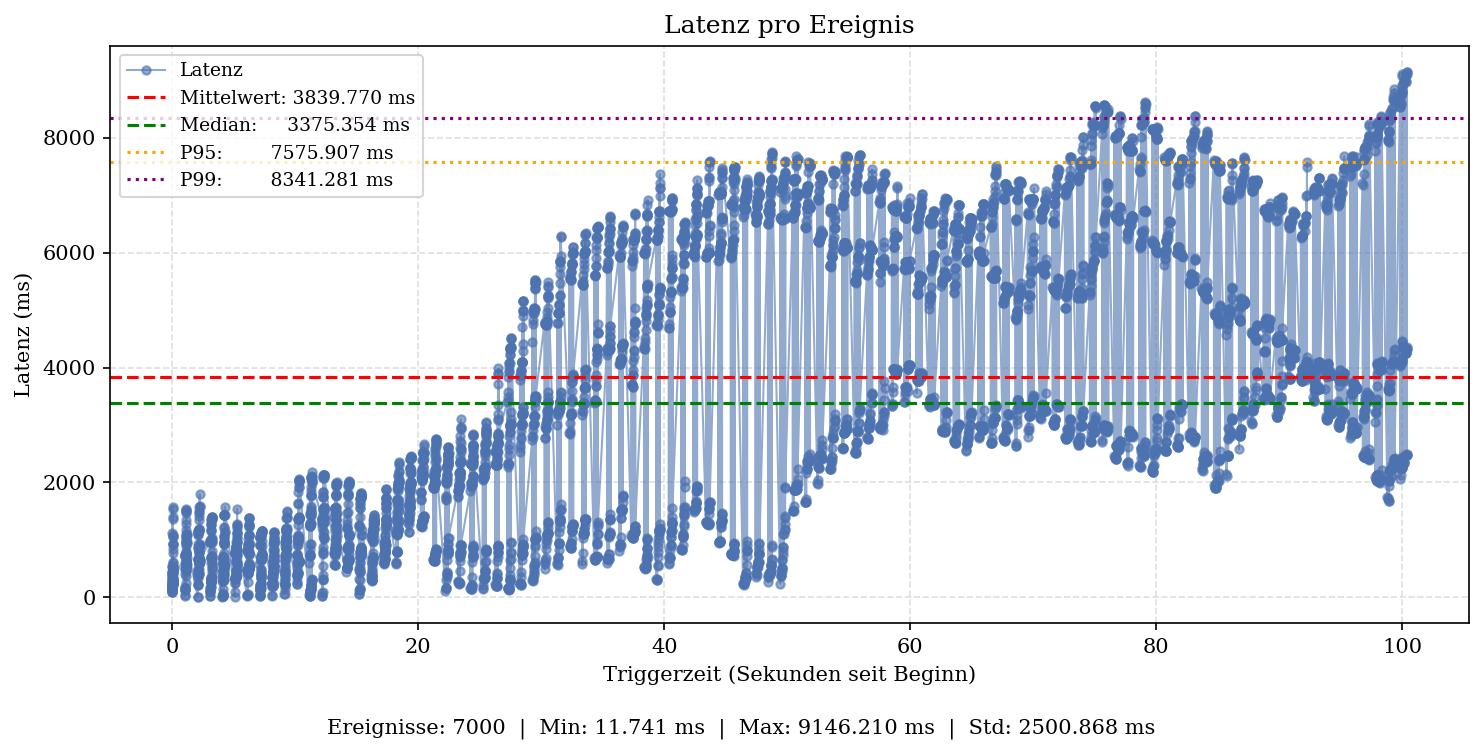 Latenz pro Ereignis
Latenz
Mittelwert: 3839.770 ms
Median: 3375.354 ms
P95: 7575.907 ms
P99: 8341.281 ms
Latenz (ms)
8000
6000
4000
2000
0
0 20 40 60 80 100
Triggerzeit (Sekunden seit Beginn)
Ereignisse: 7000 | Min: 11.741 ms | Max: 9146.210 ms | Std: 2500.868 ms